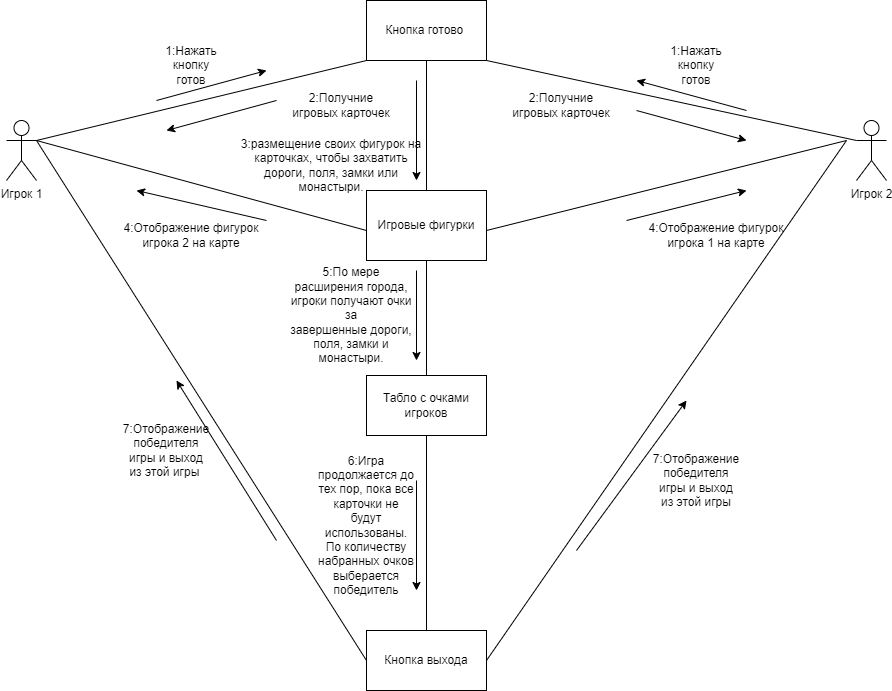 Кнопка готово
1:Нажать
кнопку
готов
1:Нажать
кнопку
готов
2:Получние
игровых карточек
2:Получние
игровых карточек
3:размещение своих фигурок на
карточках, чтобы захватить
дороги, поля, замки или
монастыри.
Игрок 1
Игрок 2
Игровые фигурки
4:Отображение фигурок
игрока 2 на карте
4:Отображение фигурок
игрока 1 на карте
5:По мере
расширения города,
игроки получают очки
за
завершенные дороги,
поля, замки и
монастыри.
Табло с очками
игроков
7:Отображение
победителя
игры и выход
из этой игры
6:Игра
продолжается до
тех пор, пока все
карточки не
будут
использованы.
По количеству
набранных очков
выберается
победитель
7:Отображение
победителя
игры и выход
из этой игры
Кнопка выхода